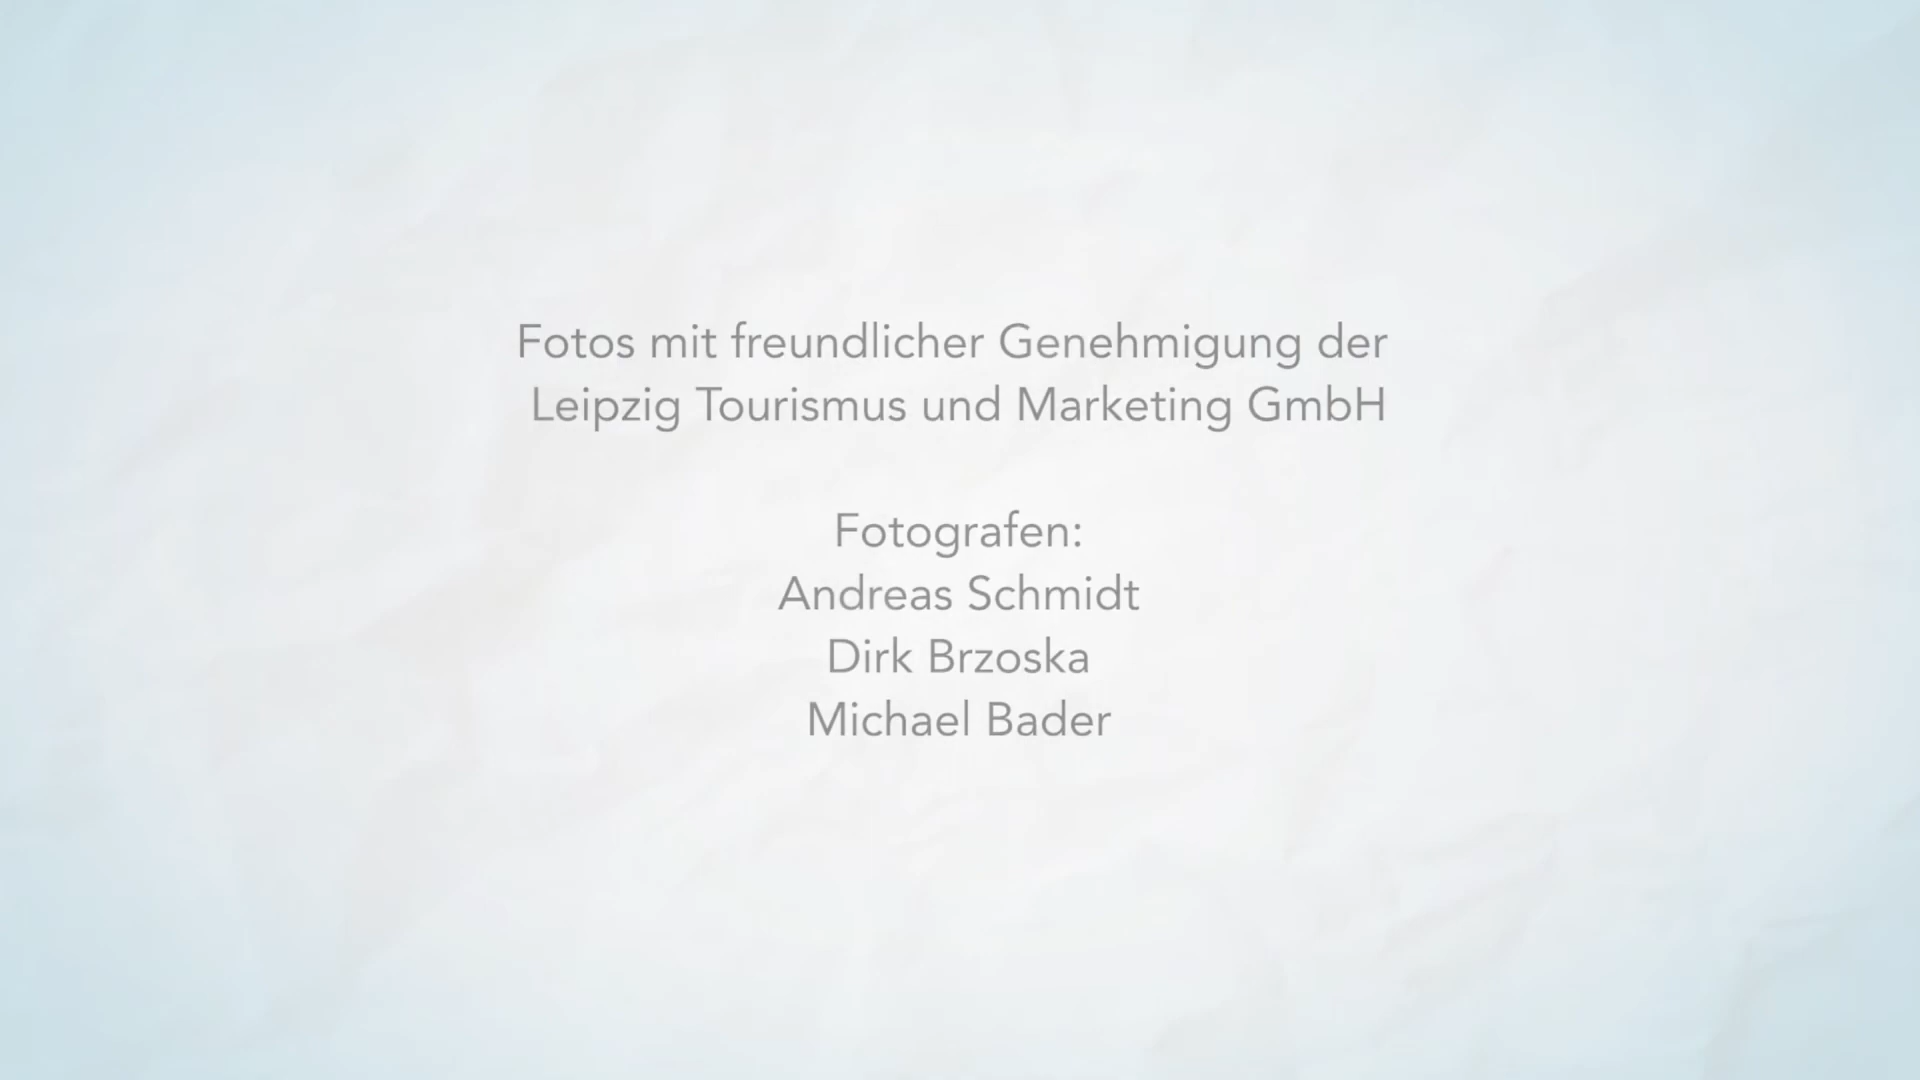 Fotos mit freundlicher Genehmigung der
Leipzig Tourismus und Marketing GmbH
Fotografen:
Andreas Schmidt
Dirk Brzoska
Michael Bader